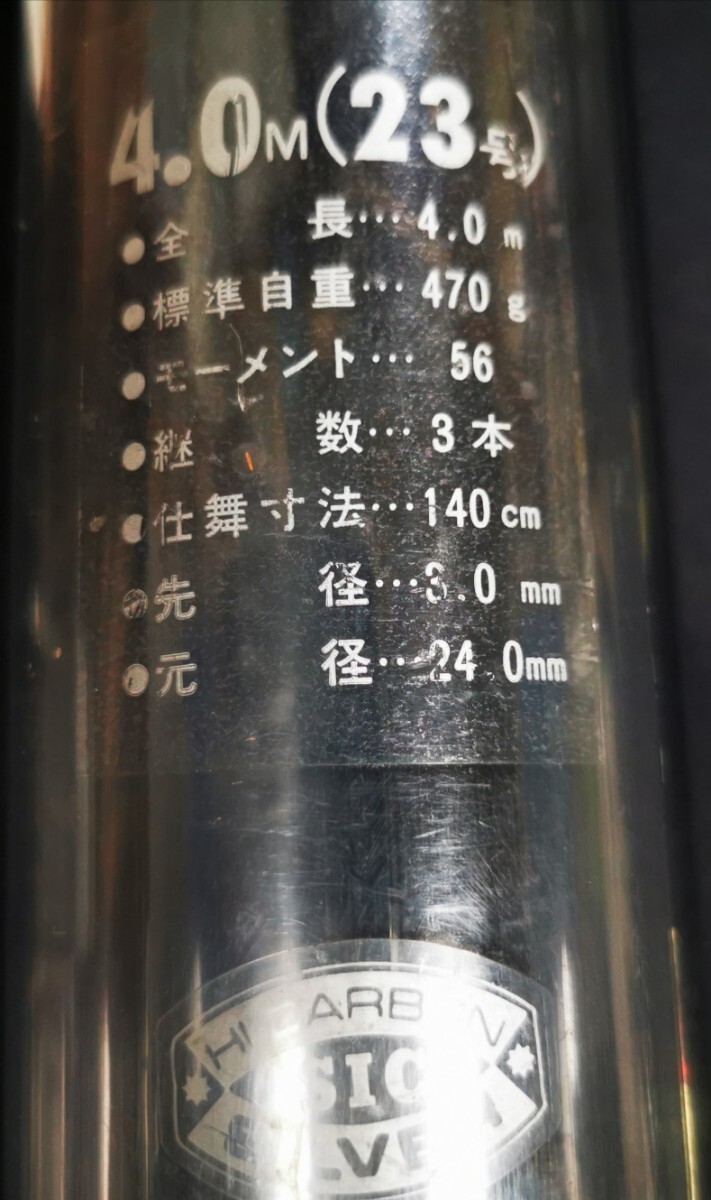 4.0M(23号)
●全長…4.0m
●標準自重…470g
●モーメント…56
●継数…3本
●仕舞寸法…140cm
●先径…3.0mm
●元径…24.0mm
SIC